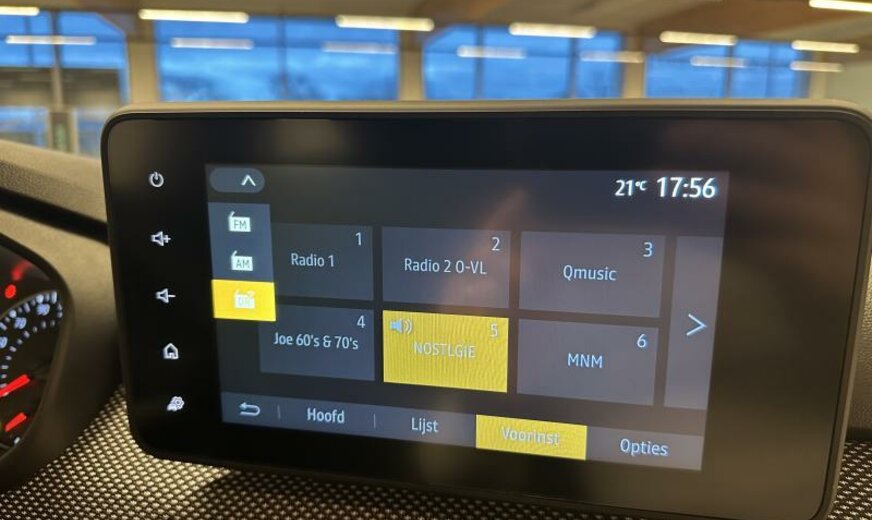 21°C 17:56
FM
AM
DR
1
Radio 1
2
Radio 2 O-VL
3
Qmusic
4
Joe 60's & 70's
5
NOSTLGIE
6
MNM
Hoofd
Lijst
Voorinst
Opties